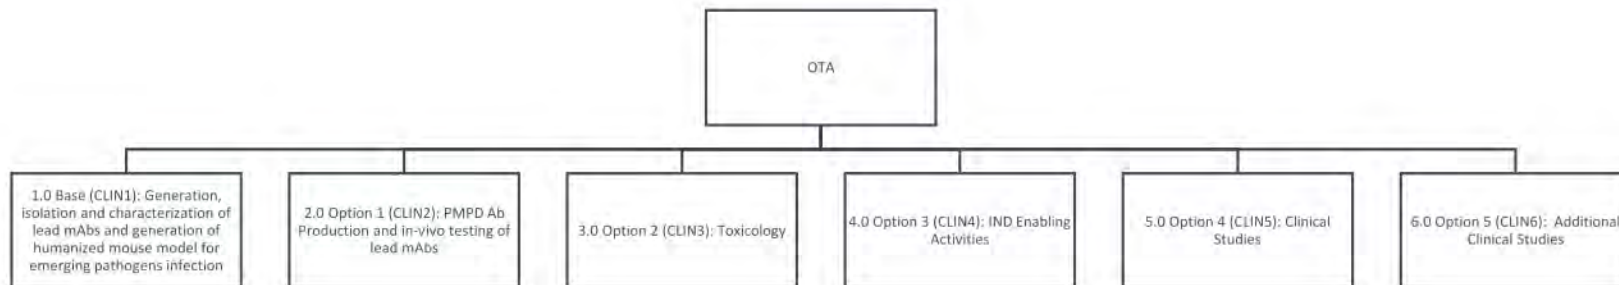 OTA
1.0 Base (CLIN1): Generation,
isolation and characterization of
lead mAbs and generation of
humanized mouse model for
emerging pathogens infection
2.0 Option 1 (CLIN2): PMPD Ab
Production and in-vivo testing of
lead mAbs
3.0 Option 2 (CLIN3): Toxicology
4.0 Option 3 (CLIN4): IND Enabling
Activities
5.0 Option 4 (CLIN5): Clinical
Studies
6.0 Option 5 (CLIN6): Additional
Clinical Studies